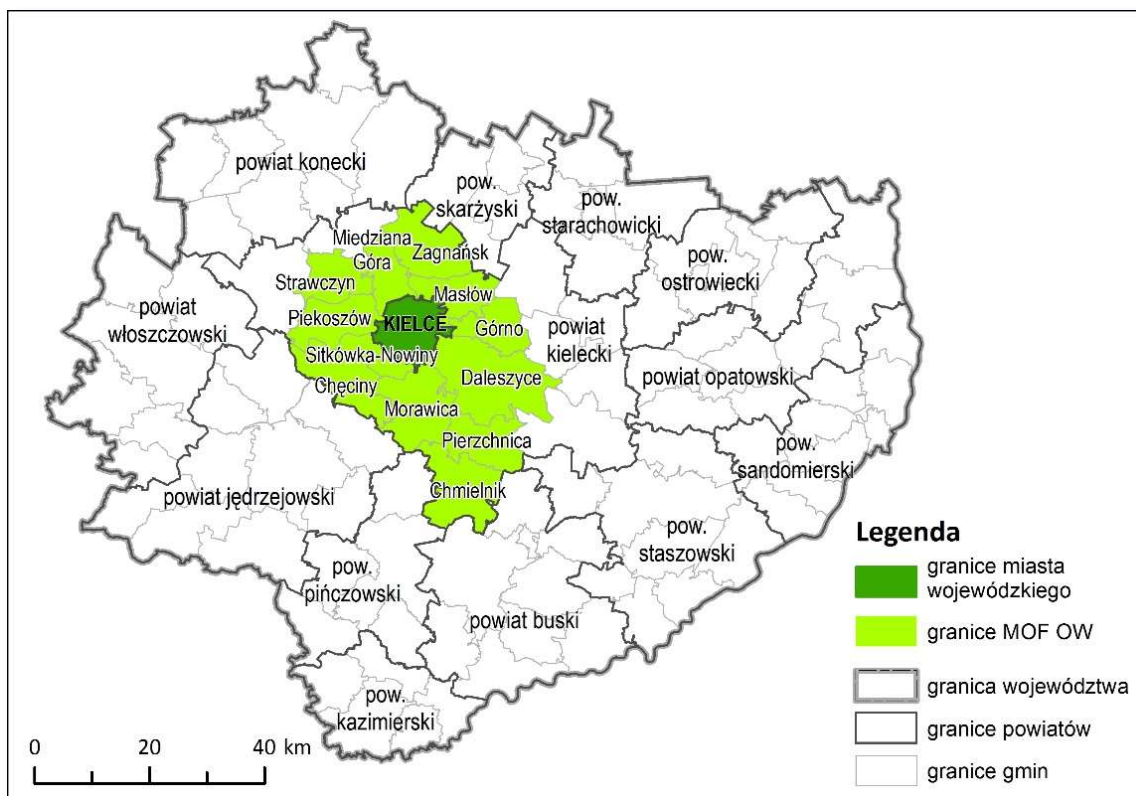 powiat konecki
pow.
skarżyski
pow.
starachowicki
Miedziana
Góra
Zagnańsk
pow.
ostrowiecki
Strawczyn
Masłów
powiat
włoszczowski
Piekoszów
KIELCE
Górno
powiat
kielecki
Sitkówka-Nowiny
Chęciny
Daleszyce
powiat opatowski
Morawica
Pierzchnica
pow.
sandomierski
powiat jędrzejowski
Chmielnik
pow.
staszowski
pow.
pińczowski
powiat buski
pow.
kazimierski
Legenda
granice miasta
wojewódzkiego
granice MOF OW
granica województwa
granice powiatów
granice gmin
0 20 40 km